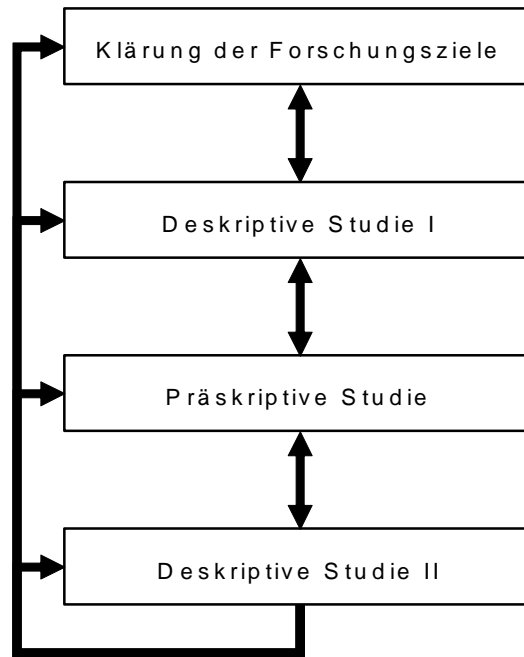 Klärung der Forschungsziele
Deskriptive Studie I
Präskriptive Studie
Deskriptive Studie II